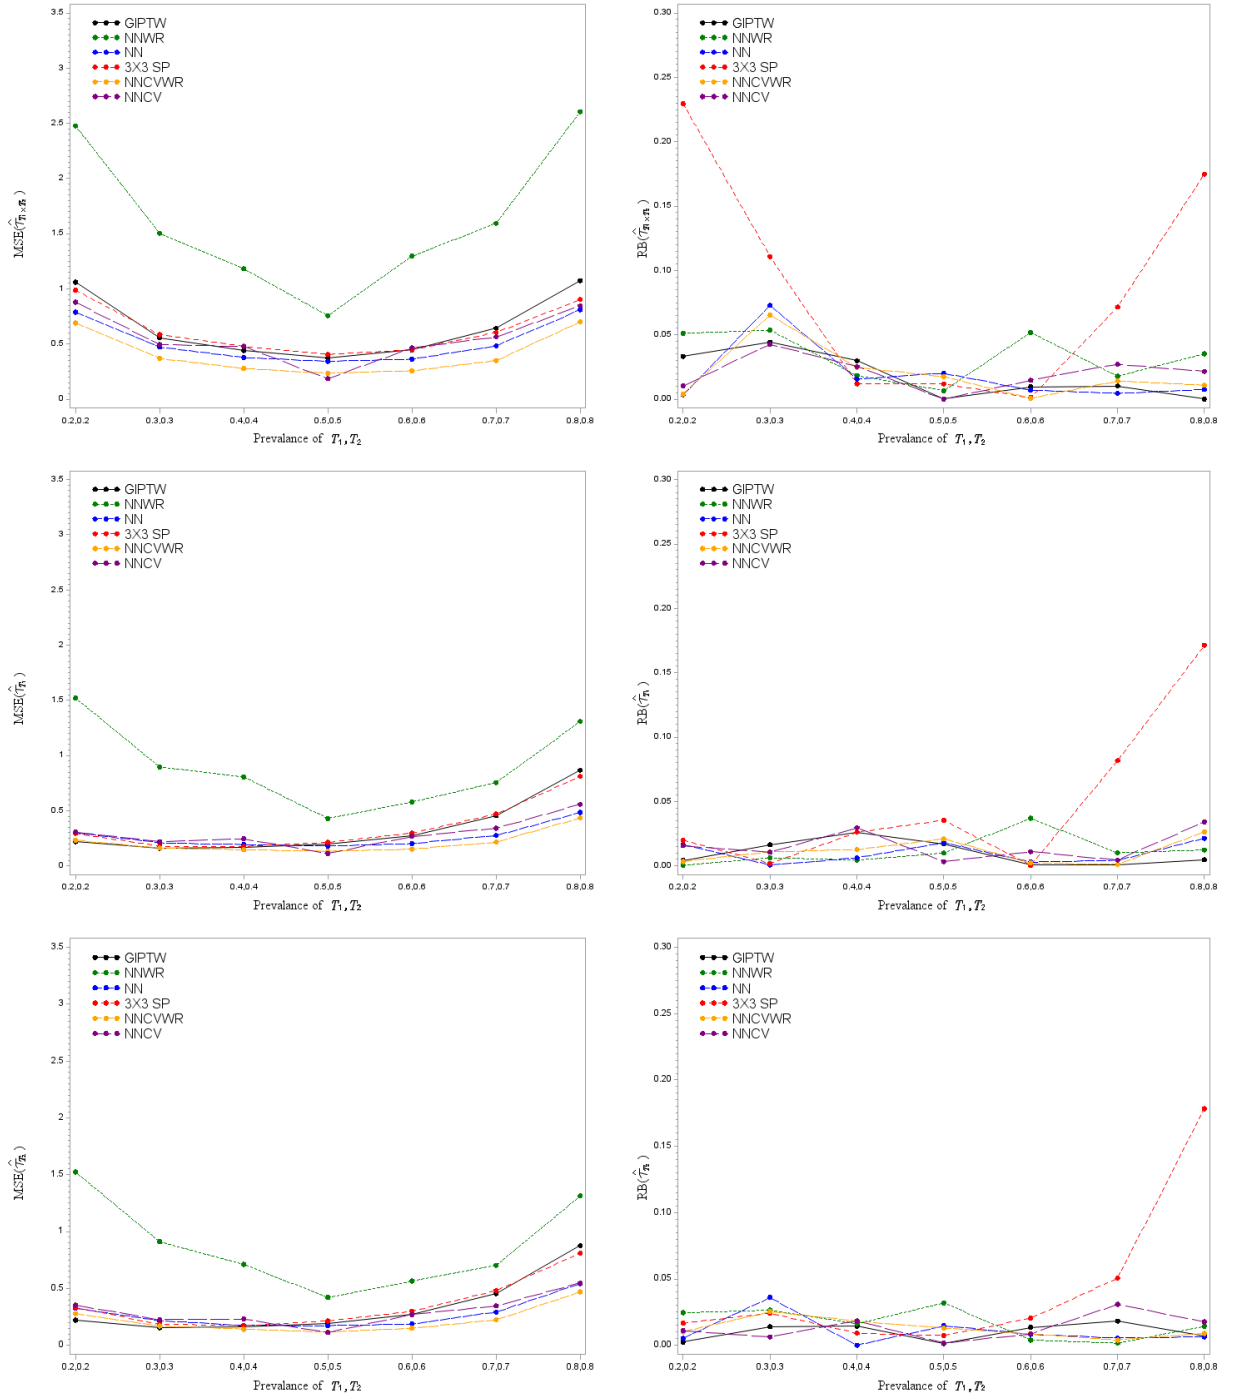 3.5
3
2.5
2
1.5
1
0.5
0
GIPTW
NNWR
NN
3X3 SP
NNCVWR
NNCV
MSE(τ̂T₁×T₂)
0.2,0.2 0.3,0.3 0.4,0.4 0.5,0.5 0.6,0.6 0.7,0.7 0.8,0.8
Prevalance of T₁,T₂
0.30
0.25
0.20
0.15
0.10
0.05
0.00
GIPTW
NNWR
NN
3X3 SP
NNCVWR
NNCV
RB(τ̂T₁×T₂)
0.2,0.2 0.3,0.3 0.4,0.4 0.5,0.5 0.6,0.6 0.7,0.7 0.8,0.8
Prevalance of T₁,T₂
3.5
3
2.5
2
1.5
1
0.5
0
GIPTW
NNWR
NN
3X3 SP
NNCVWR
NNCV
MSE(τ̂T₁)
0.2,0.2 0.3,0.3 0.4,0.4 0.5,0.5 0.6,0.6 0.7,0.7 0.8,0.8
Prevalance of T₁,T₂
0.30
0.25
0.20
0.15
0.10
0.05
0.00
GIPTW
NNWR
NN
3X3 SP
NNCVWR
NNCV
RB(τ̂T₁)
0.2,0.2 0.3,0.3 0.4,0.4 0.5,0.5 0.6,0.6 0.7,0.7 0.8,0.8
Prevalance of T₁,T₂
3.5
3
2.5
2
1.5
1
0.5
0
GIPTW
NNWR
NN
3X3 SP
NNCVWR
NNCV
MSE(τ̂T₂)
0.2,0.2 0.3,0.3 0.4,0.4 0.5,0.5 0.6,0.6 0.7,0.7 0.8,0.8
Prevalance of T₁,T₂
0.30
0.25
0.20
0.15
0.10
0.05
0.00
GIPTW
NNWR
NN
3X3 SP
NNCVWR
NNCV
RB(τ̂T₂)
0.2,0.2 0.3,0.3 0.4,0.4 0.5,0.5 0.6,0.6 0.7,0.7 0.8,0.8
Prevalance of T₁,T₂